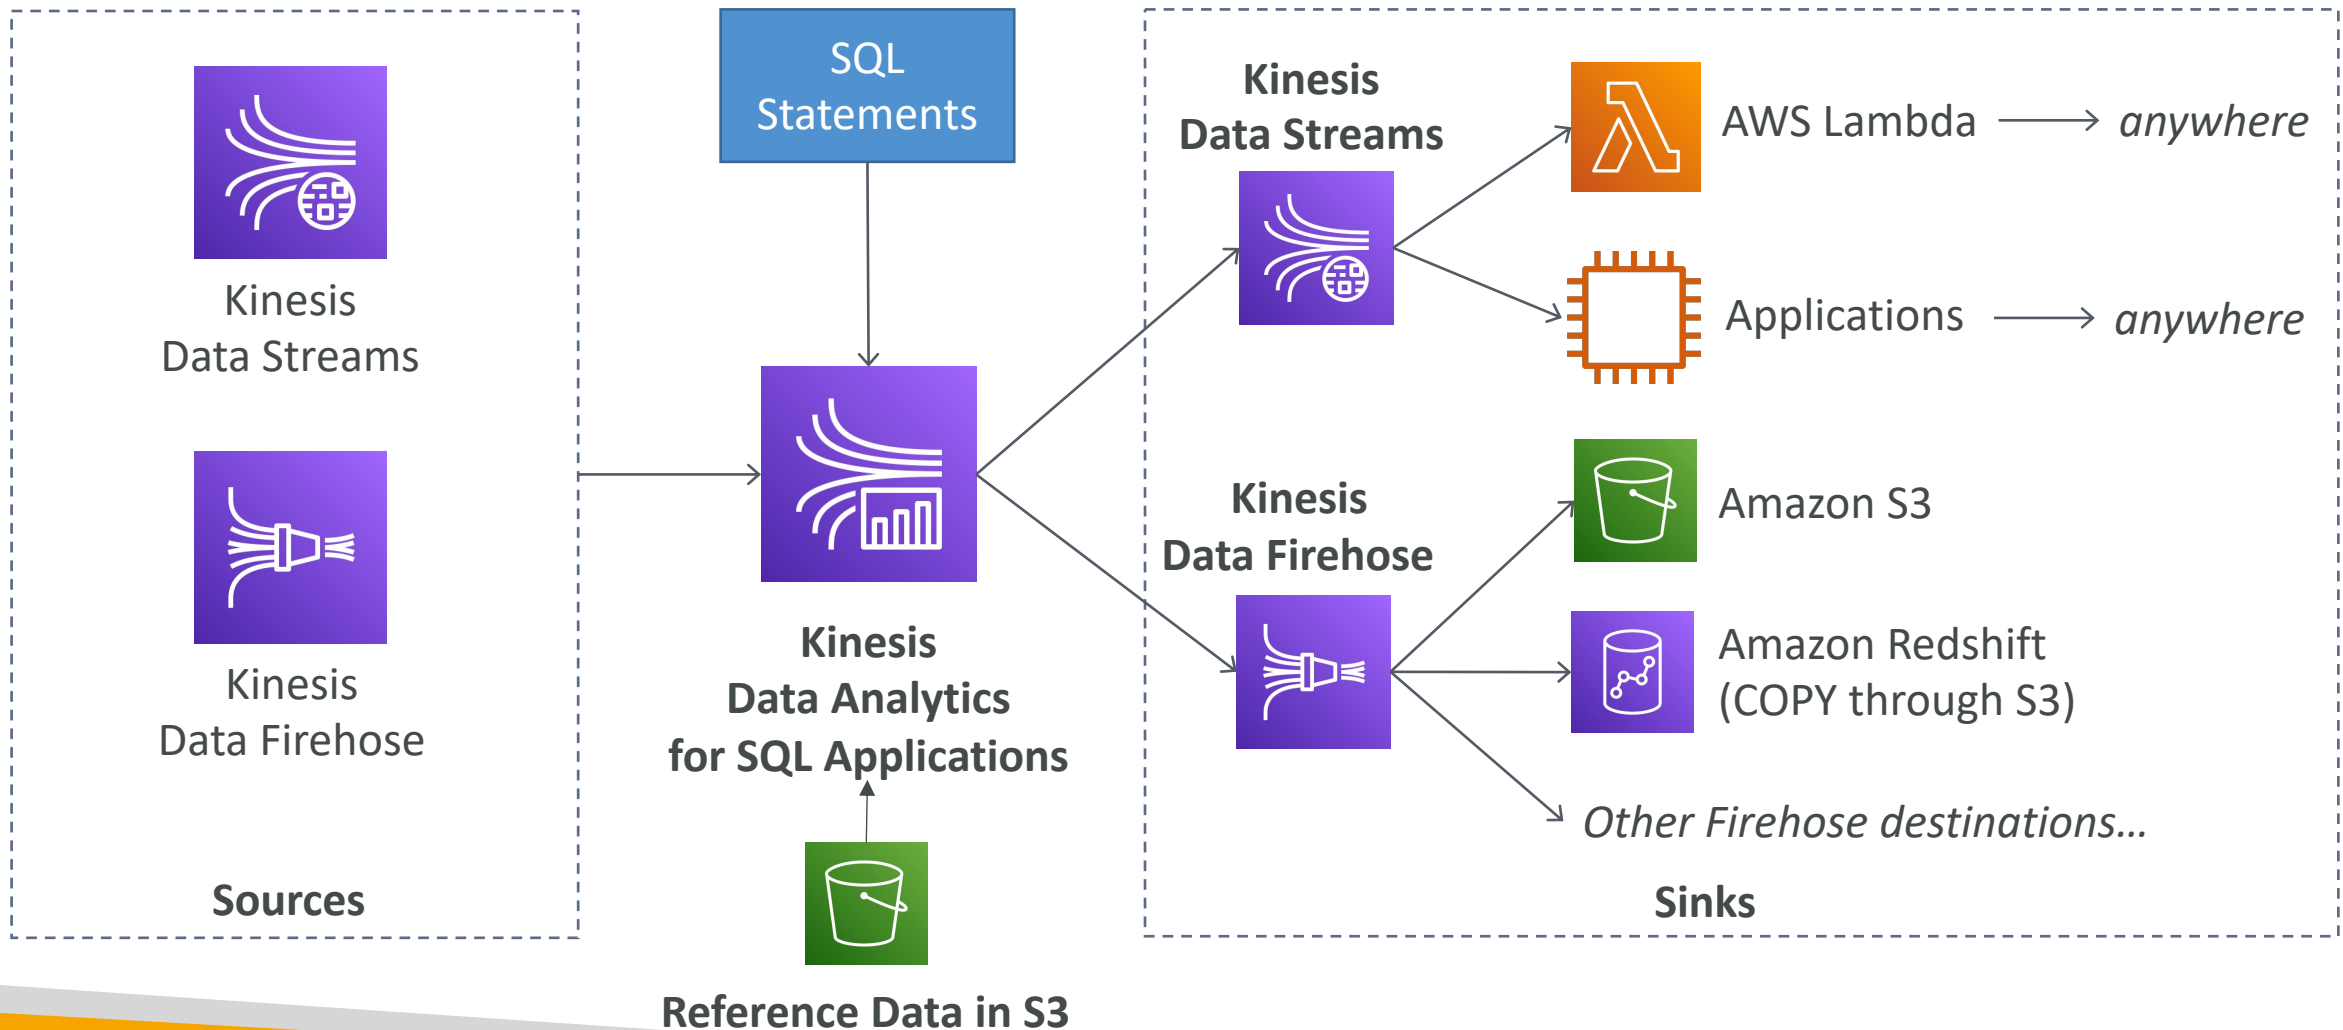 Kinesis
Data Streams
Kinesis
Data Firehose
Sources
SQL
Statements
Kinesis
Data Analytics
for SQL Applications
Reference Data in S3
Kinesis
Data Streams
AWS Lambda
anywhere
Applications
anywhere
Kinesis
Data Firehose
Amazon S3
Amazon Redshift
(COPY through S3)
Other Firehose destinations...
Sinks